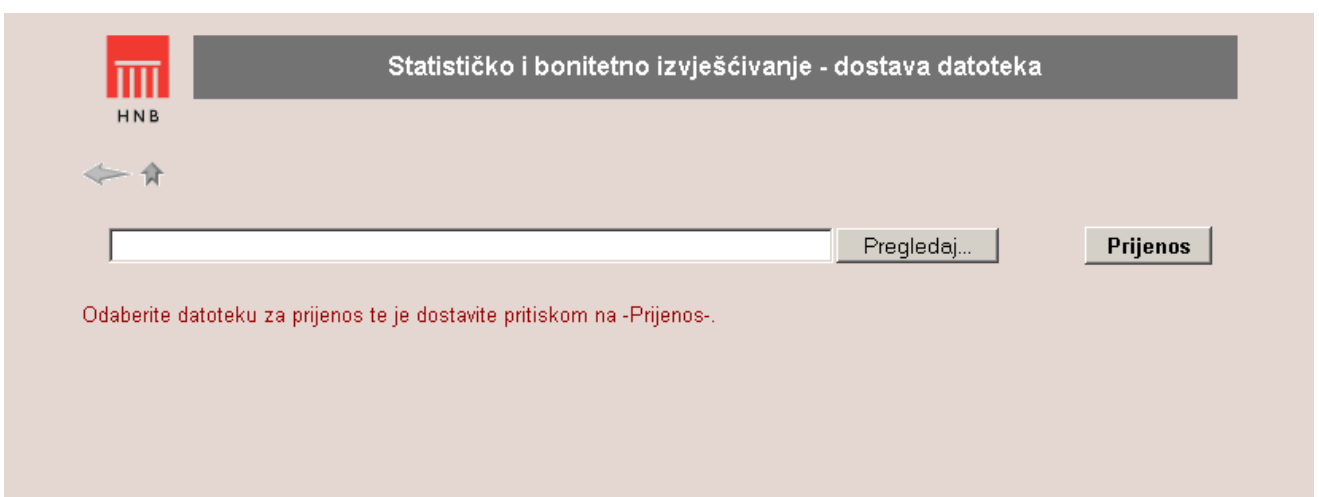 Statističko i bonitetno izvješćivanje - dostava datoteka
HNB
Pregledaj...
Prijenos
Odaberite datoteku za prijenos te je dostavite pritiskom na -Prijenos-.